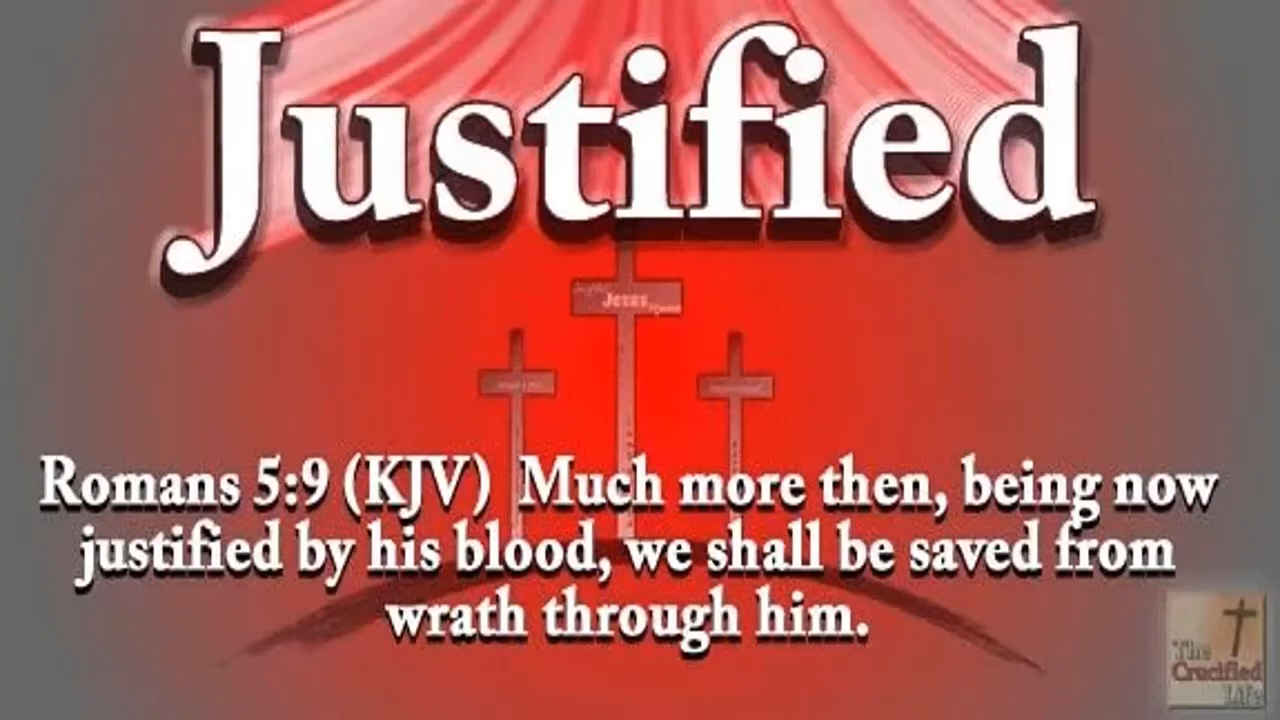 Justified
Jesus
Romans 5:9 (KJV) Much more then, being now
justified by his blood, we shall be saved from
wrath through him.
The
Crucified
Life